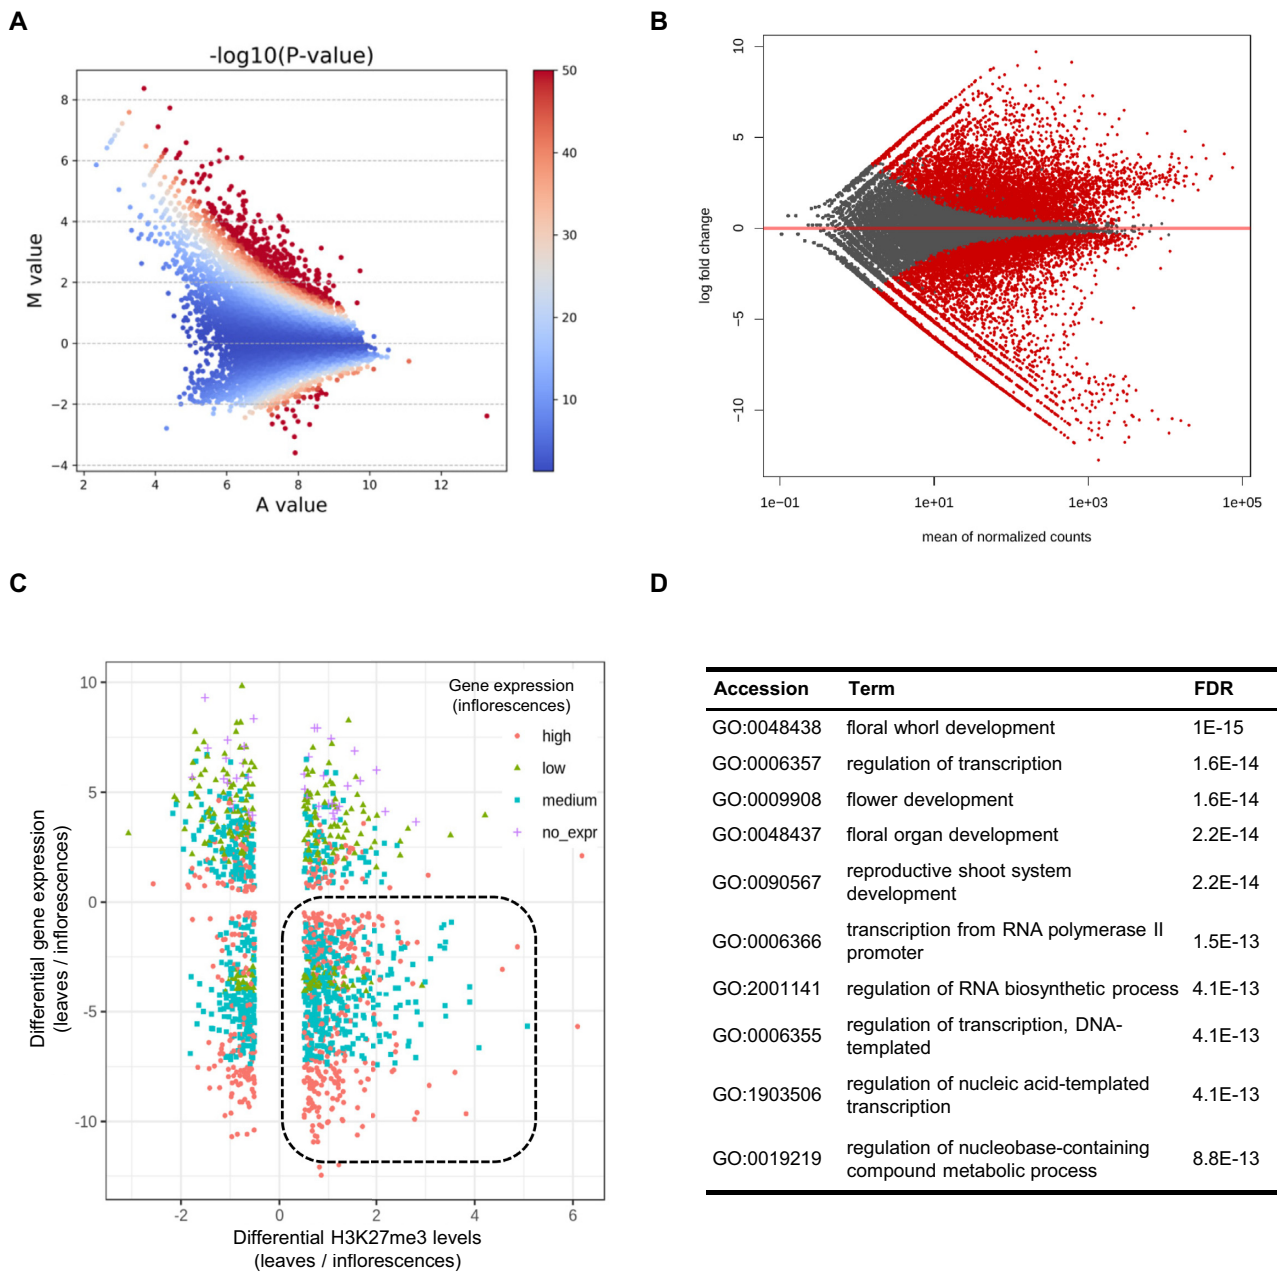 A
-log10(P-value)
M value
8
6
4
2
0
−2
−4
2
4
6
8
10
12
A value
50
40
30
20
10
B
log fold change
10
5
0
−5
−10
1e−01
1e+01
1e+03
1e+05
mean of normalized counts
C
Differential gene expression
(leaves / inflorescences)
10
5
0
-5
-10
Gene expression
(inflorescences)
high
low
medium
no_expr
-2
0
2
4
6
Differential H3K27me3 levels
(leaves / inflorescences)
D
Accession Term FDR
GO:0048438 floral whorl development 1E-15
GO:0006357 regulation of transcription 1.6E-14
GO:0009908 flower development 1.6E-14
GO:0048437 floral organ development 2.2E-14
GO:0090567 reproductive shoot system 2.2E-14
development
GO:0006366 transcription from RNA polymerase II 1.5E-13
promoter
GO:2001141 regulation of RNA biosynthetic process 4.1E-13
GO:0006355 regulation of transcription, DNA- 4.1E-13
templated
GO:1903506 regulation of nucleic acid-templated 4.1E-13
transcription
GO:0019219 regulation of nucleobase-containing 8.8E-13
compound metabolic process